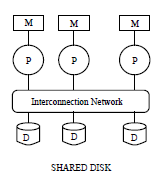 M M M
P P P
Interconnection Network
D D D
SHARED DISK